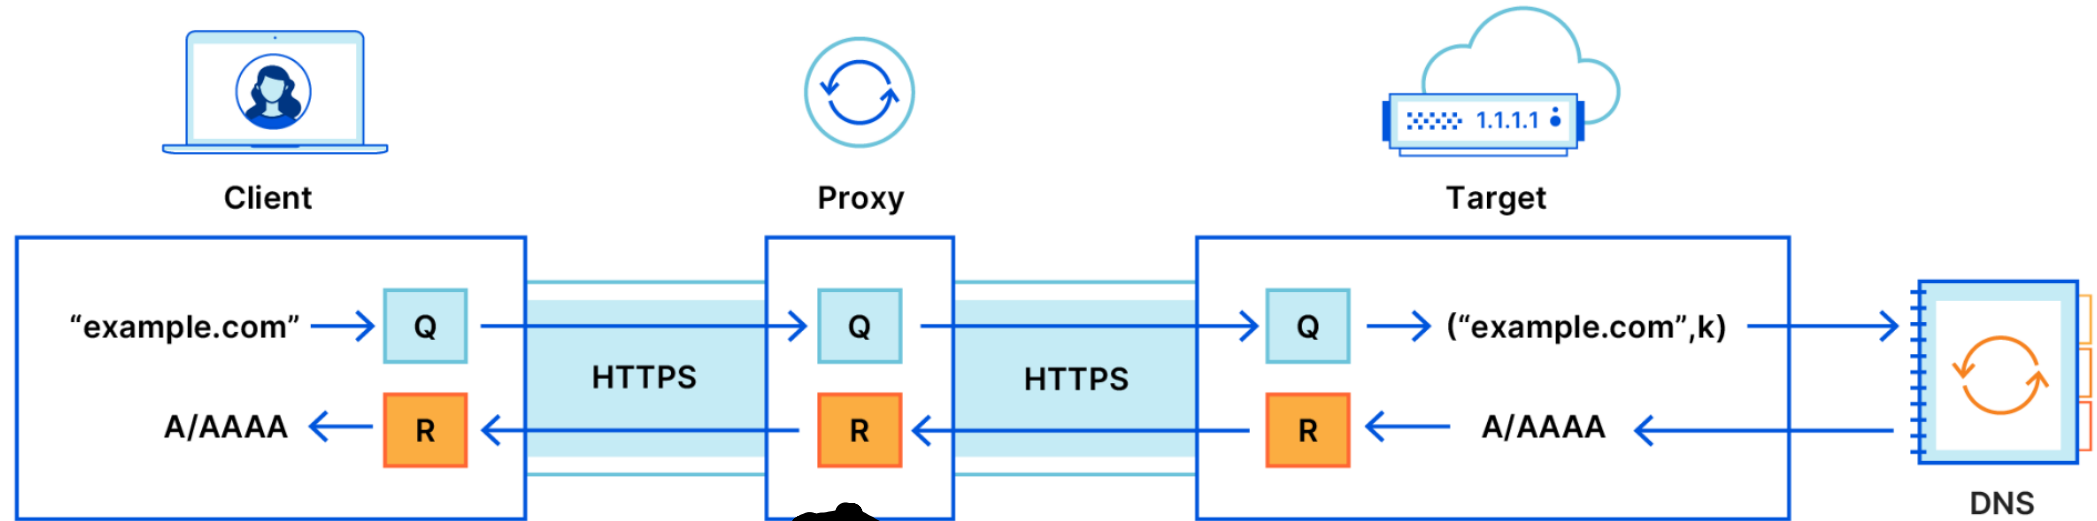 1.1.1.1
Client
Proxy
Target
“example.com”
Q
Q
Q
(“example.com”,k)
HTTPS
HTTPS
A/AAAA
R
R
R
A/AAAA
DNS